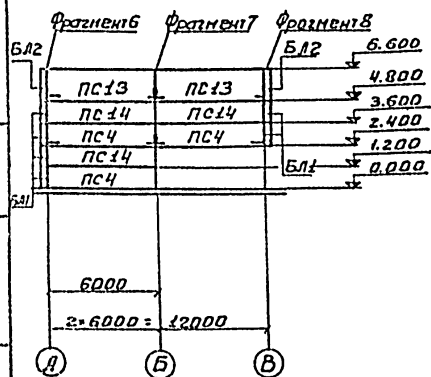 Фрагмент6 Фрагмент7 Фрагмент8
БЛ2 БЛ2 6.600
ПС13 ПС13 4.800
ПС14 ПС14 3.600
ПС4 ПС4 2.400
ПС14 БЛ1 1.200
БЛ1 ПС4 0.000
6000
2×6000=12000
А Б В